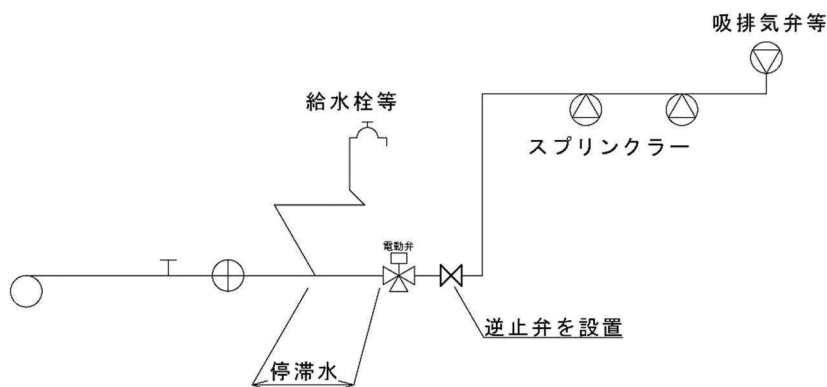 吸排気弁等
給水栓等
スプリンクラー
電動弁
逆止弁を設置
停滞水